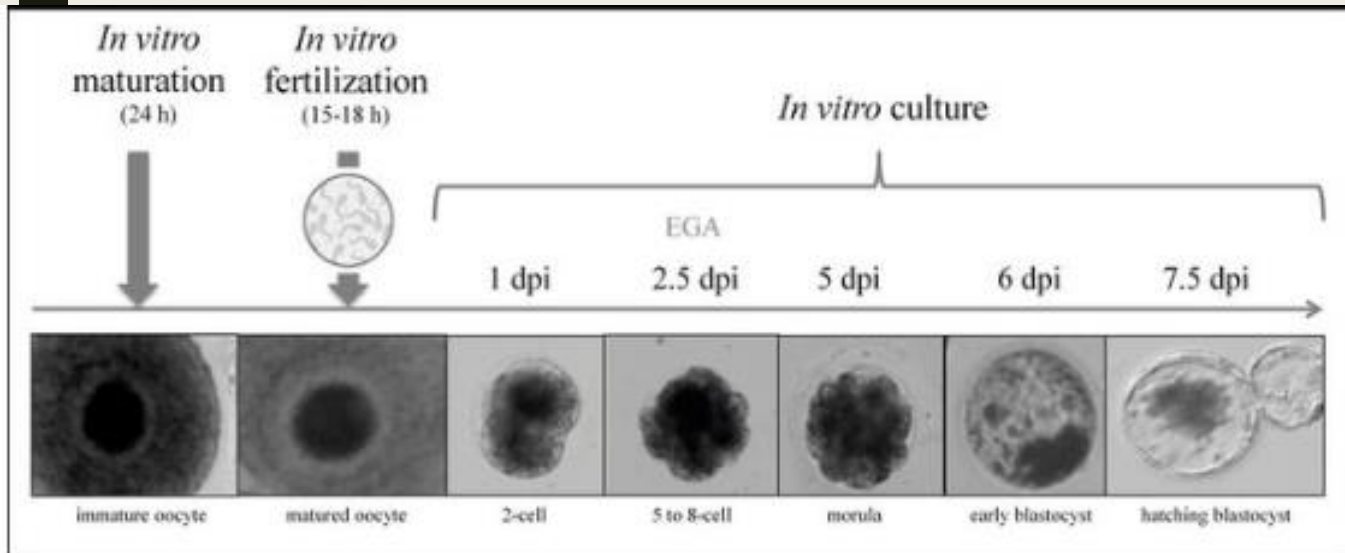 In vitro
maturation
(24 h)
In vitro
fertilization
(15-18 h)
In vitro culture
EGA
1 dpi
2.5 dpi
5 dpi
6 dpi
7.5 dpi
immature oocyte
matured oocyte
2-cell
5 to 8-cell
morula
early blastocyst
hatching blastocyst